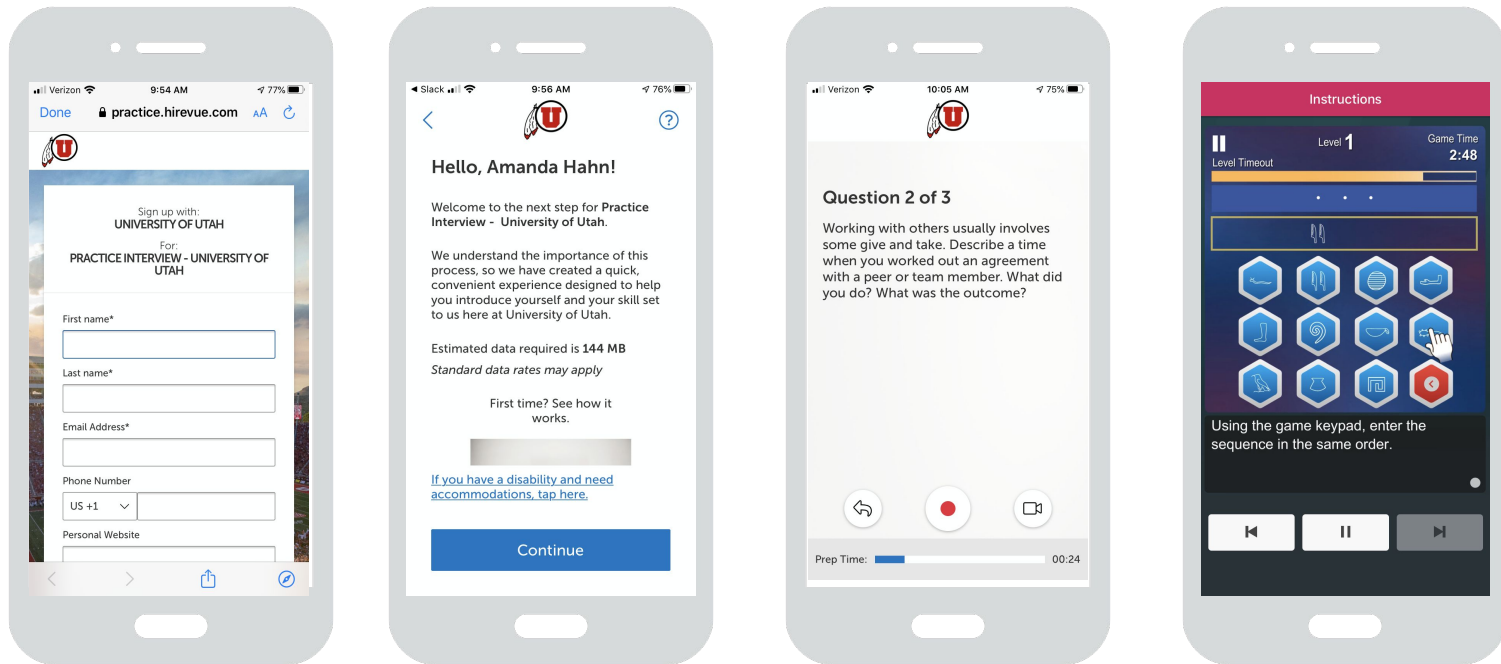 Verizon
9:54 AM
77%
Done
practice.hirevue.com
AA
U
Sign up with:
UNIVERSITY OF UTAH
For:
PRACTICE INTERVIEW - UNIVERSITY OF
UTAH
First name*
Last name*
Email Address*
Phone Number
US +1
Personal Website
Slack
9:56 AM
76%
U
?
Hello, Amanda Hahn!
Welcome to the next step for Practice
Interview - University of Utah.
We understand the importance of this
process, so we have created a quick,
convenient experience designed to help
you introduce yourself and your skill set
to us here at University of Utah.
Estimated data required is 144 MB
Standard data rates may apply
First time? See how it
works.
If you have a disability and need
accommodations, tap here.
Continue
Verizon
10:05 AM
75%
U
Question 2 of 3
Working with others usually involves
some give and take. Describe a time
when you worked out an agreement
with a peer or team member. What did
you do? What was the outcome?
Prep Time:
00:24
Instructions
Level 1
Game Time
2:48
Level Timeout
Using the game keypad, enter the
sequence in the same order.